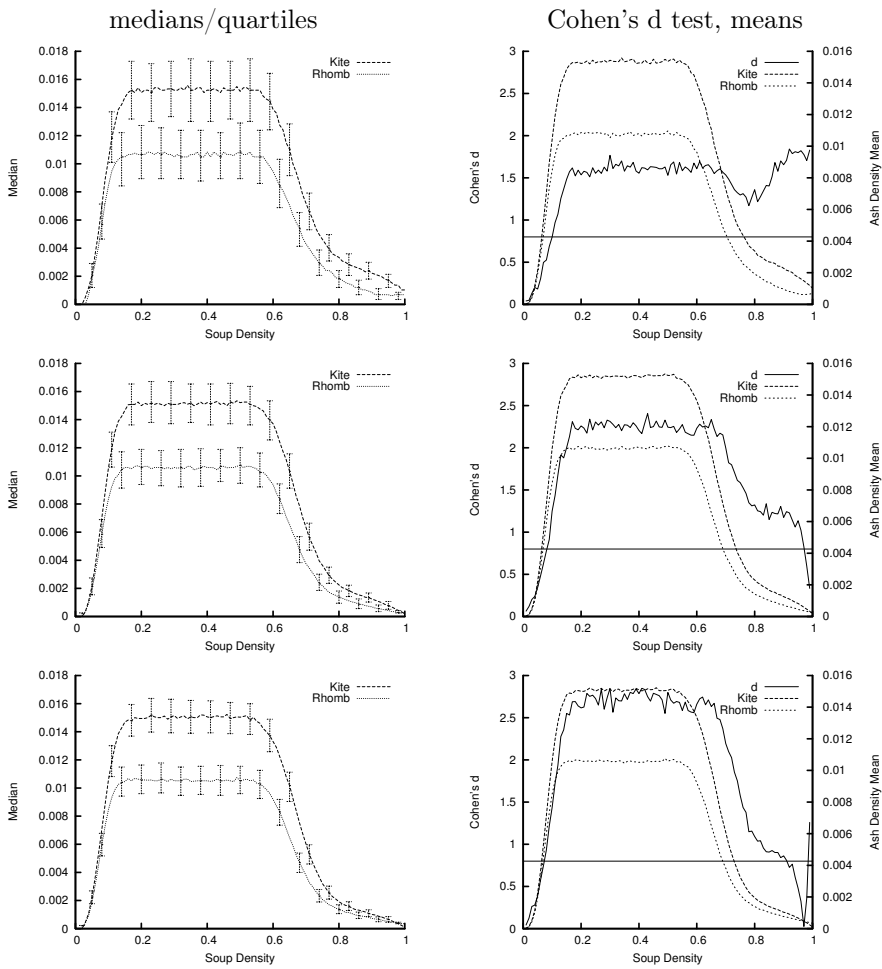 medians/quartiles
Cohen's d test, means
0.018
0.016
0.014
0.012
0.01
0.008
0.006
0.004
0.002
0
Median
Kite
Rhomb
0 0.2 0.4 0.6 0.8 1
Soup Density
3
2.5
2
1.5
1
0.5
0
Cohen's d
d
Kite
Rhomb
0.016
0.014
0.012
0.01
0.008
0.006
0.004
0.002
0
Ash Density Mean
0 0.2 0.4 0.6 0.8 1
Soup Density
0.018
0.016
0.014
0.012
0.01
0.008
0.006
0.004
0.002
0
Median
Kite
Rhomb
0 0.2 0.4 0.6 0.8 1
Soup Density
3
2.5
2
1.5
1
0.5
0
Cohen's d
d
Kite
Rhomb
0.016
0.014
0.012
0.01
0.008
0.006
0.004
0.002
0
Ash Density Mean
0 0.2 0.4 0.6 0.8 1
Soup Density
0.018
0.016
0.014
0.012
0.01
0.008
0.006
0.004
0.002
0
Median
Kite
Rhomb
0 0.2 0.4 0.6 0.8 1
Soup Density
3
2.5
2
1.5
1
0.5
0
Cohen's d
d
Kite
Rhomb
0.016
0.014
0.012
0.01
0.008
0.006
0.004
0.002
0
Ash Density Mean
0 0.2 0.4 0.6 0.8 1
Soup Density